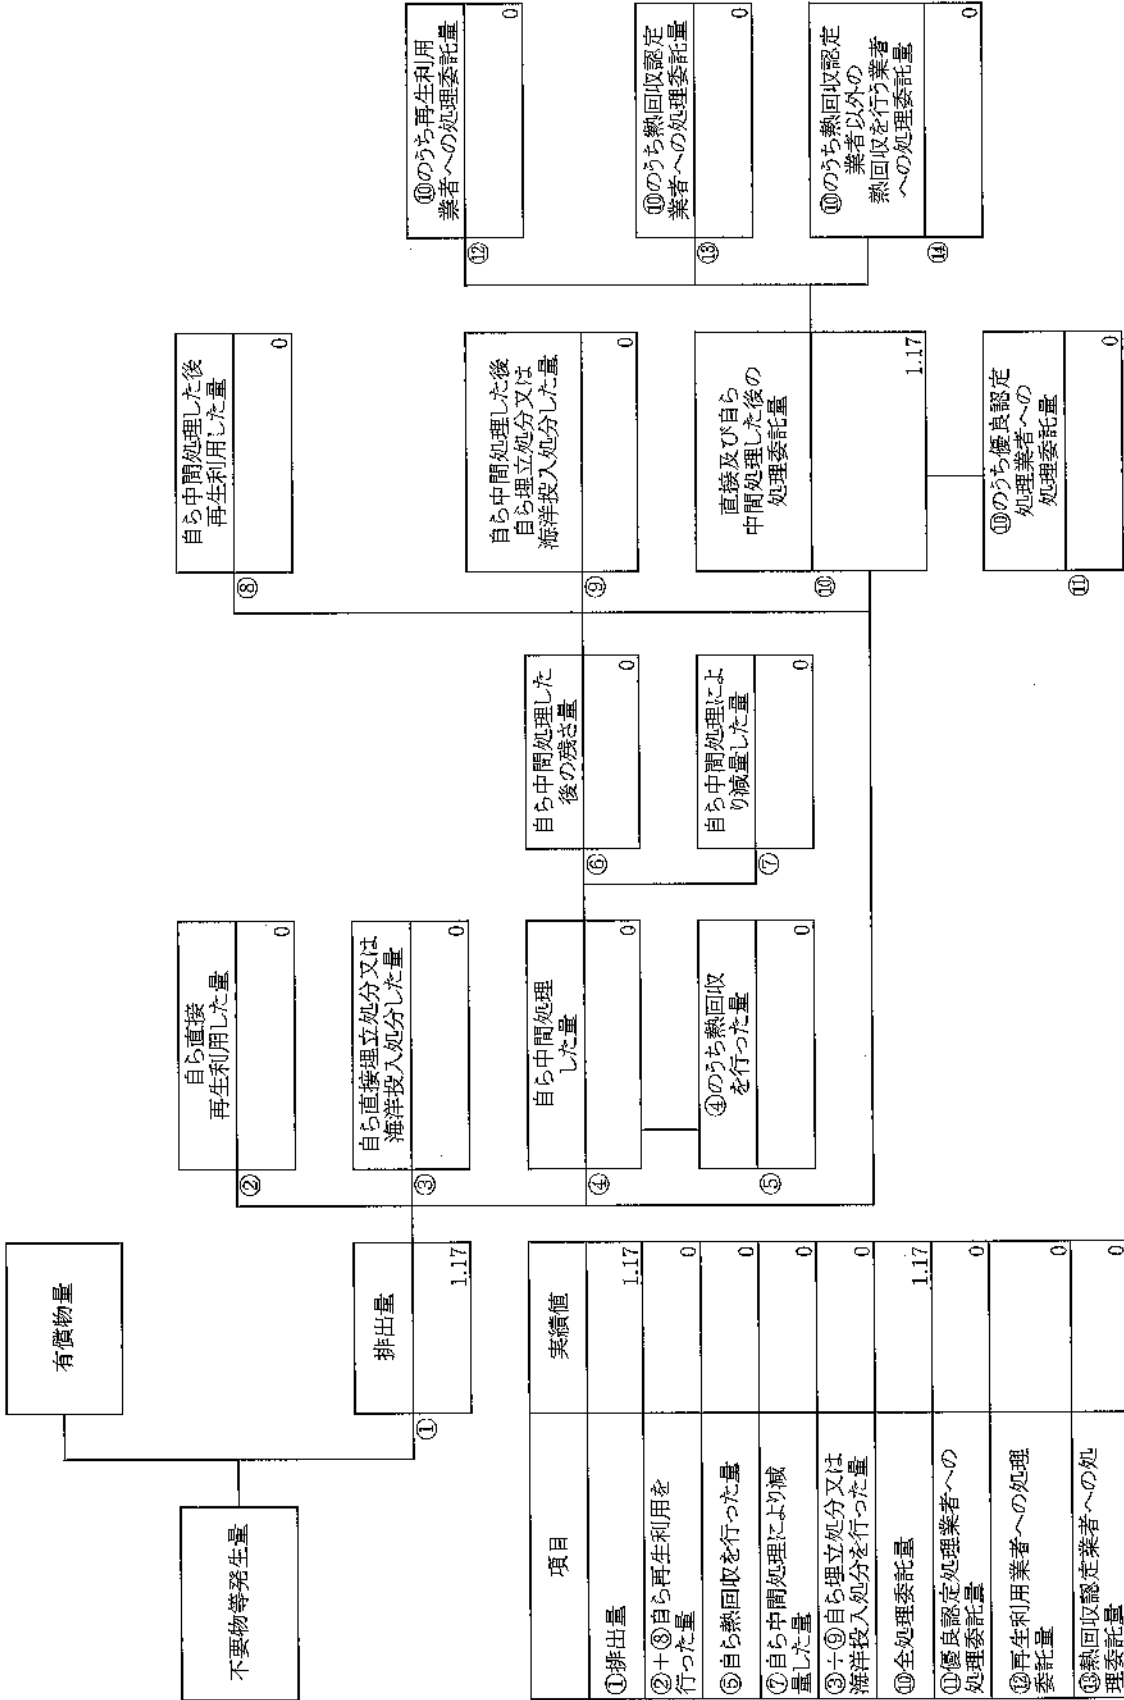 不要物等発生量
有償物量
①
排出量
1.17
②
自ら直接
再生利用した量
0
③
自ら直接埋立処分又は
海洋投入処分した量
0
④
自ら中間処理
した量
0
⑤
④のうち熱回収
を行った量
0
⑥
自ら中間処理した
後の残さ量
0
⑦
自ら中間処理によ
り減量した量
0
⑧
自ら中間処理した後
再生利用した量
0
⑨
自ら中間処理した後
自ら埋立処分又は
海洋投入処分した量
0
⑩
直接及び自ら
中間処理した後の
処理委託量
1.17
⑪
⑩のうち優良認定
処理業者への
処理委託量
0
⑫
⑩のうち再生利用
業者への処理委託量
0
⑬
⑩のうち熱回収認定
業者への処理委託量
0
⑭
⑩のうち熱回収認定
業者以外の
熱回収を行う業者
への処理委託量
0
項目
実績値
①排出量
1.17
②+⑧自ら再生利用を
行った量
0
⑤自ら熱回収を行った量
0
⑦自ら中間処理により減
量した量
0
③+⑨自ら埋立処分又は
海洋投入処分を行った量
0
⑩全処理委託量
1.17
⑪優良認定処理業者への
処理委託量
0
⑫再生利用業者への処理
委託量
0
⑬熱回収認定業者への処
理委託量
0